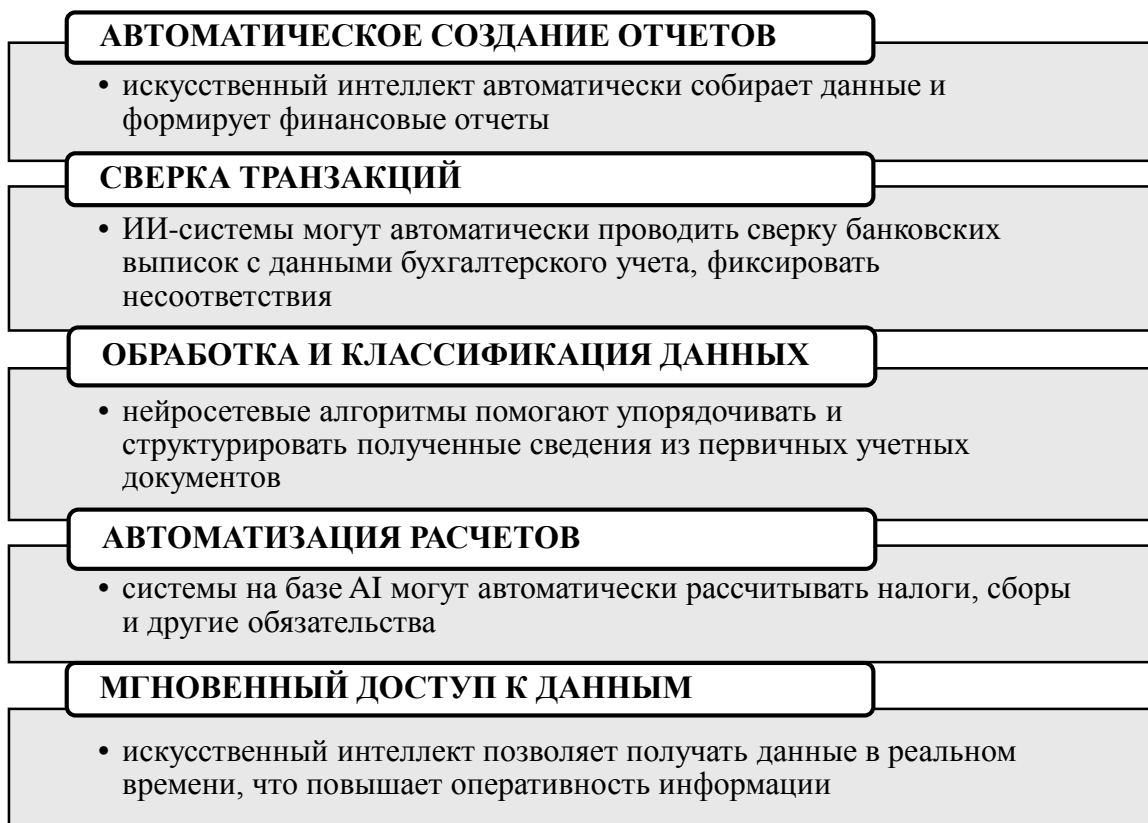 АВТОМАТИЧЕСКОЕ СОЗДАНИЕ ОТЧЕТОВ
• искусственный интеллект автоматически собирает данные и
формирует финансовые отчеты
СВЕРКА ТРАНЗАКЦИЙ
• ИИ-системы могут автоматически проводить сверку банковских
выписок с данными бухгалтерского учета, фиксировать
несоответствия
ОБРАБОТКА И КЛАССИФИКАЦИЯ ДАННЫХ
• нейросетевые алгоритмы помогают упорядочивать и
структурировать полученные сведения из первичных учетных
документов
АВТОМАТИЗАЦИЯ РАСЧЕТОВ
• системы на базе AI могут автоматически рассчитывать налоги, сборы
и другие обязательства
МГНОВЕННЫЙ ДОСТУП К ДАННЫМ
• искусственный интеллект позволяет получать данные в реальном
времени, что повышает оперативность информации